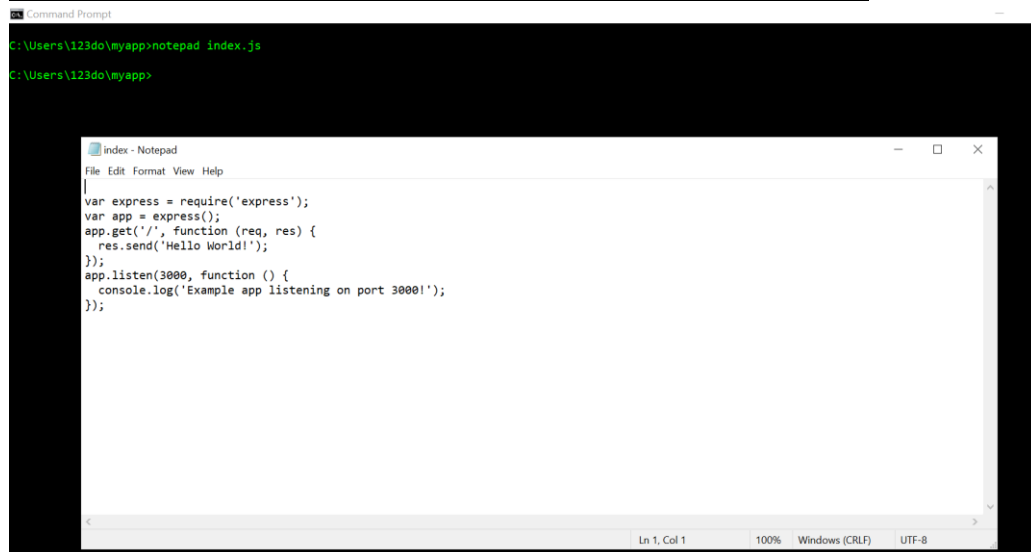 Command Prompt
C:\Users\123do\myapp>notepad index.js
C:\Users\123do\myapp>
index - Notepad
File Edit Format View Help
var express = require('express');
var app = express();
app.get('/', function (req, res) {
  res.send('Hello World!');
});
app.listen(3000, function () {
  console.log('Example app listening on port 3000!');
});
Ln 1, Col 1 100% Windows (CRLF) UTF-8